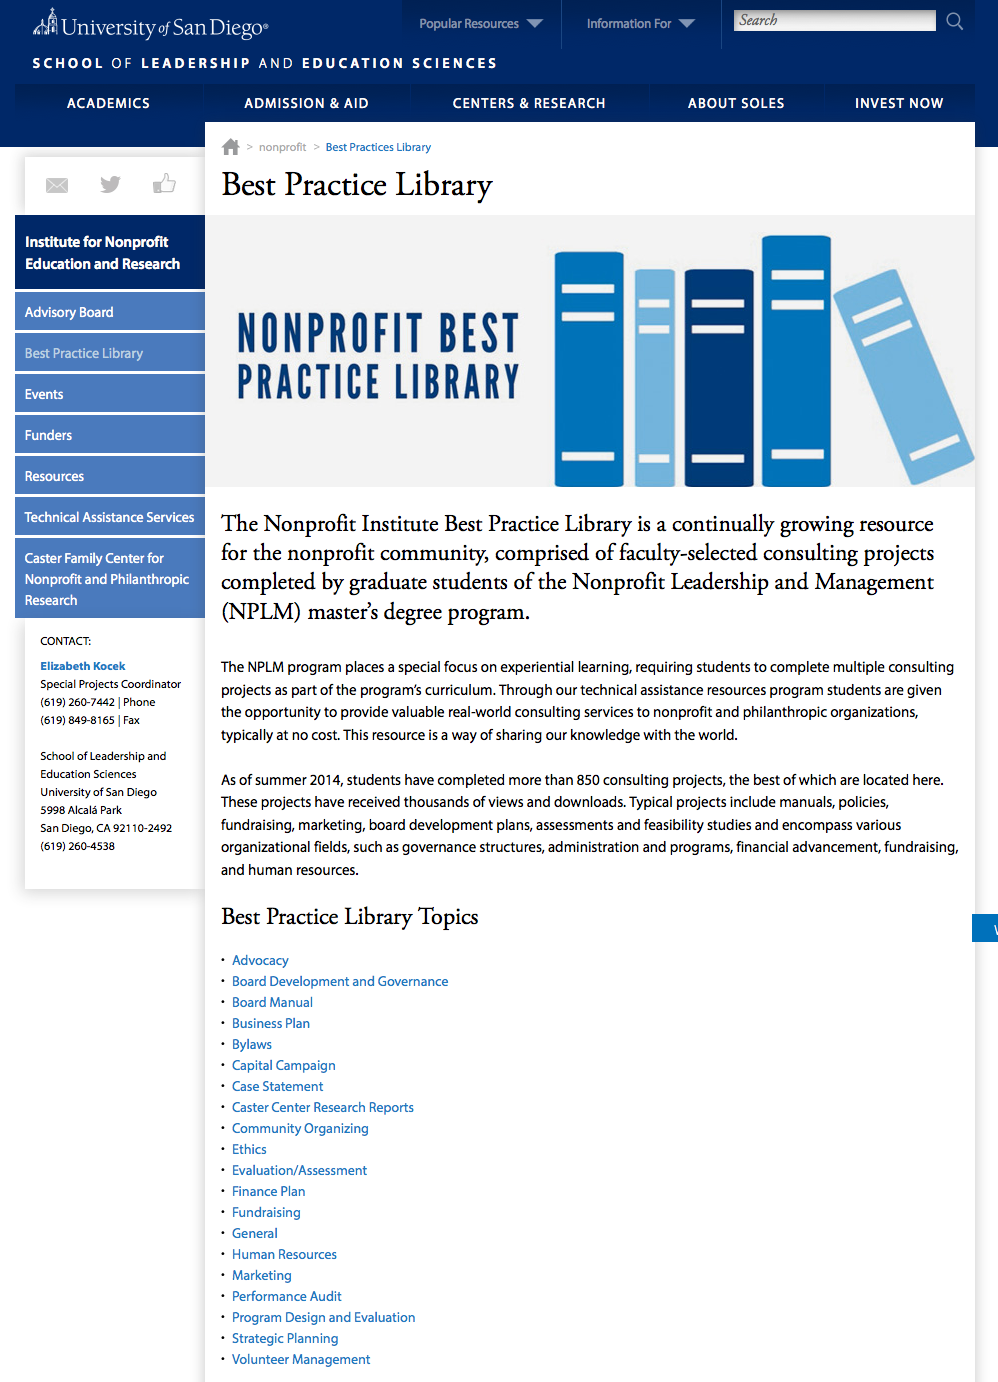 University of San Diego®
Popular Resources
Information For
Search
SCHOOL OF LEADERSHIP AND EDUCATION SCIENCES
ACADEMICS
ADMISSION & AID
CENTERS & RESEARCH
ABOUT SOLES
INVEST NOW
> nonprofit > Best Practices Library
Best Practice Library
Institute for Nonprofit
Education and Research
Advisory Board
Best Practice Library
Events
Funders
Resources
Technical Assistance Services
Caster Family Center for
Nonprofit and Philanthropic
Research
CONTACT:
Elizabeth Kocek
Special Projects Coordinator
(619) 260-7442 | Phone
(619) 849-8165 | Fax
School of Leadership and
Education Sciences
University of San Diego
5998 Alcalá Park
San Diego, CA 92110-2492
(619) 260-4538
NONPROFIT BEST
PRACTICE LIBRARY
The Nonprofit Institute Best Practice Library is a continually growing resource
for the nonprofit community, comprised of faculty-selected consulting projects
completed by graduate students of the Nonprofit Leadership and Management
(NPLM) master's degree program.
The NPLM program places a special focus on experiential learning, requiring students to complete multiple consulting
projects as part of the program's curriculum. Through our technical assistance resources program students are given
the opportunity to provide valuable real-world consulting services to nonprofit and philanthropic organizations,
typically at no cost. This resource is a way of sharing our knowledge with the world.
As of summer 2014, students have completed more than 850 consulting projects, the best of which are located here.
These projects have received thousands of views and downloads. Typical projects include manuals, policies,
fundraising, marketing, board development plans, assessments and feasibility studies and encompass various
organizational fields, such as governance structures, administration and programs, financial advancement, fundraising,
and human resources.
Best Practice Library Topics
• Advocacy
• Board Development and Governance
• Board Manual
• Business Plan
• Bylaws
• Capital Campaign
• Case Statement
• Caster Center Research Reports
• Community Organizing
• Ethics
• Evaluation/Assessment
• Finance Plan
• Fundraising
• General
• Human Resources
• Marketing
• Performance Audit
• Program Design and Evaluation
• Strategic Planning
• Volunteer Management